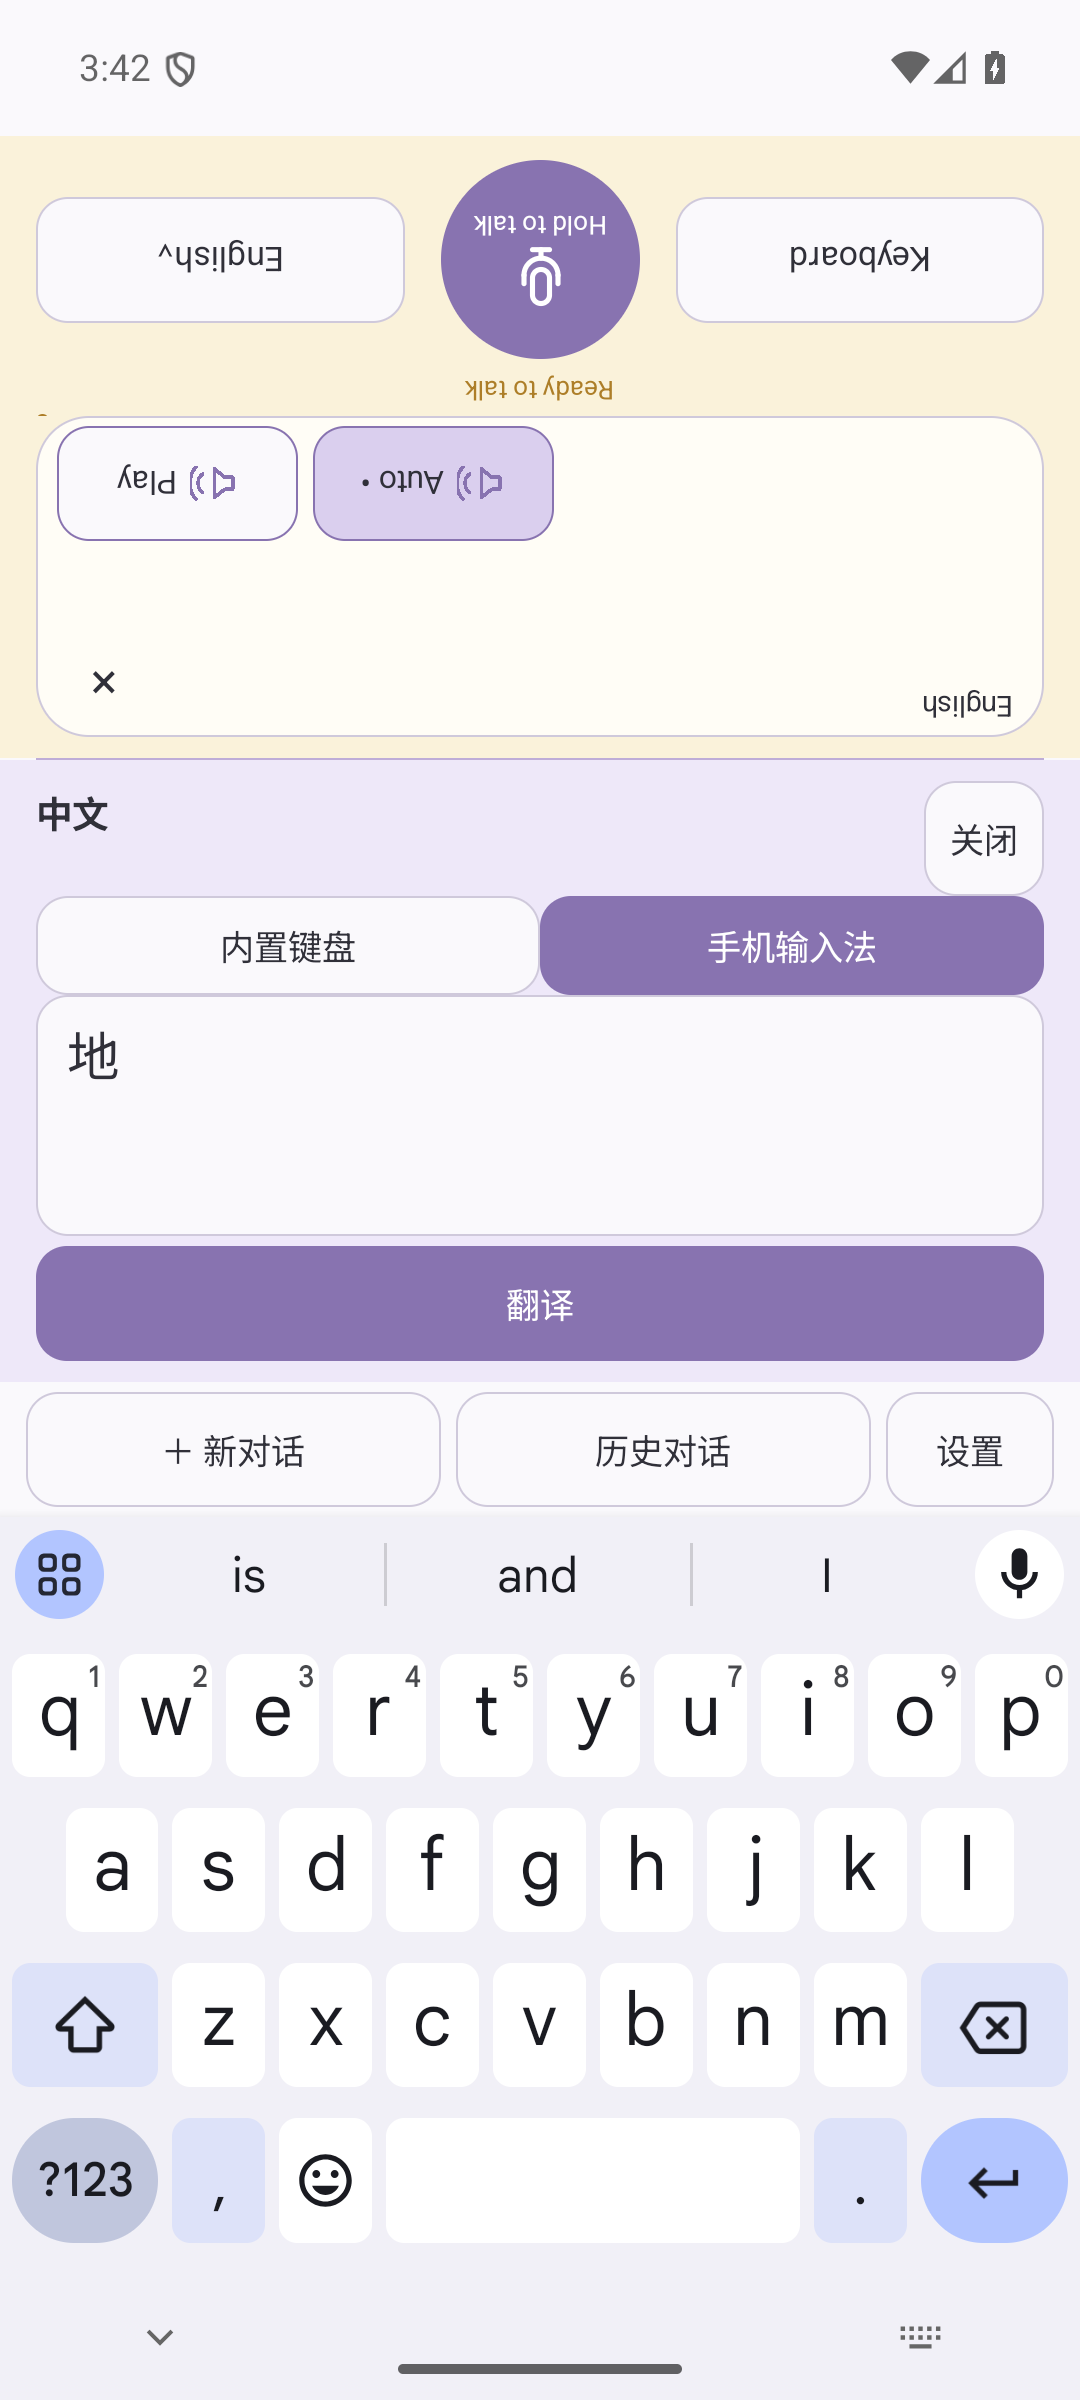 3:42
English^
Hold to talk
Keyboard
Ready to talk
Play
Auto •
×
English
中文
关闭
内置键盘
手机输入法
地
翻译
＋ 新对话
历史对话
设置
is
and
I
q1 w2 e3 r4 t5 y6 u7 i8 o9 p0
a s d f g h j k l
z x c v b n m
?123 , .